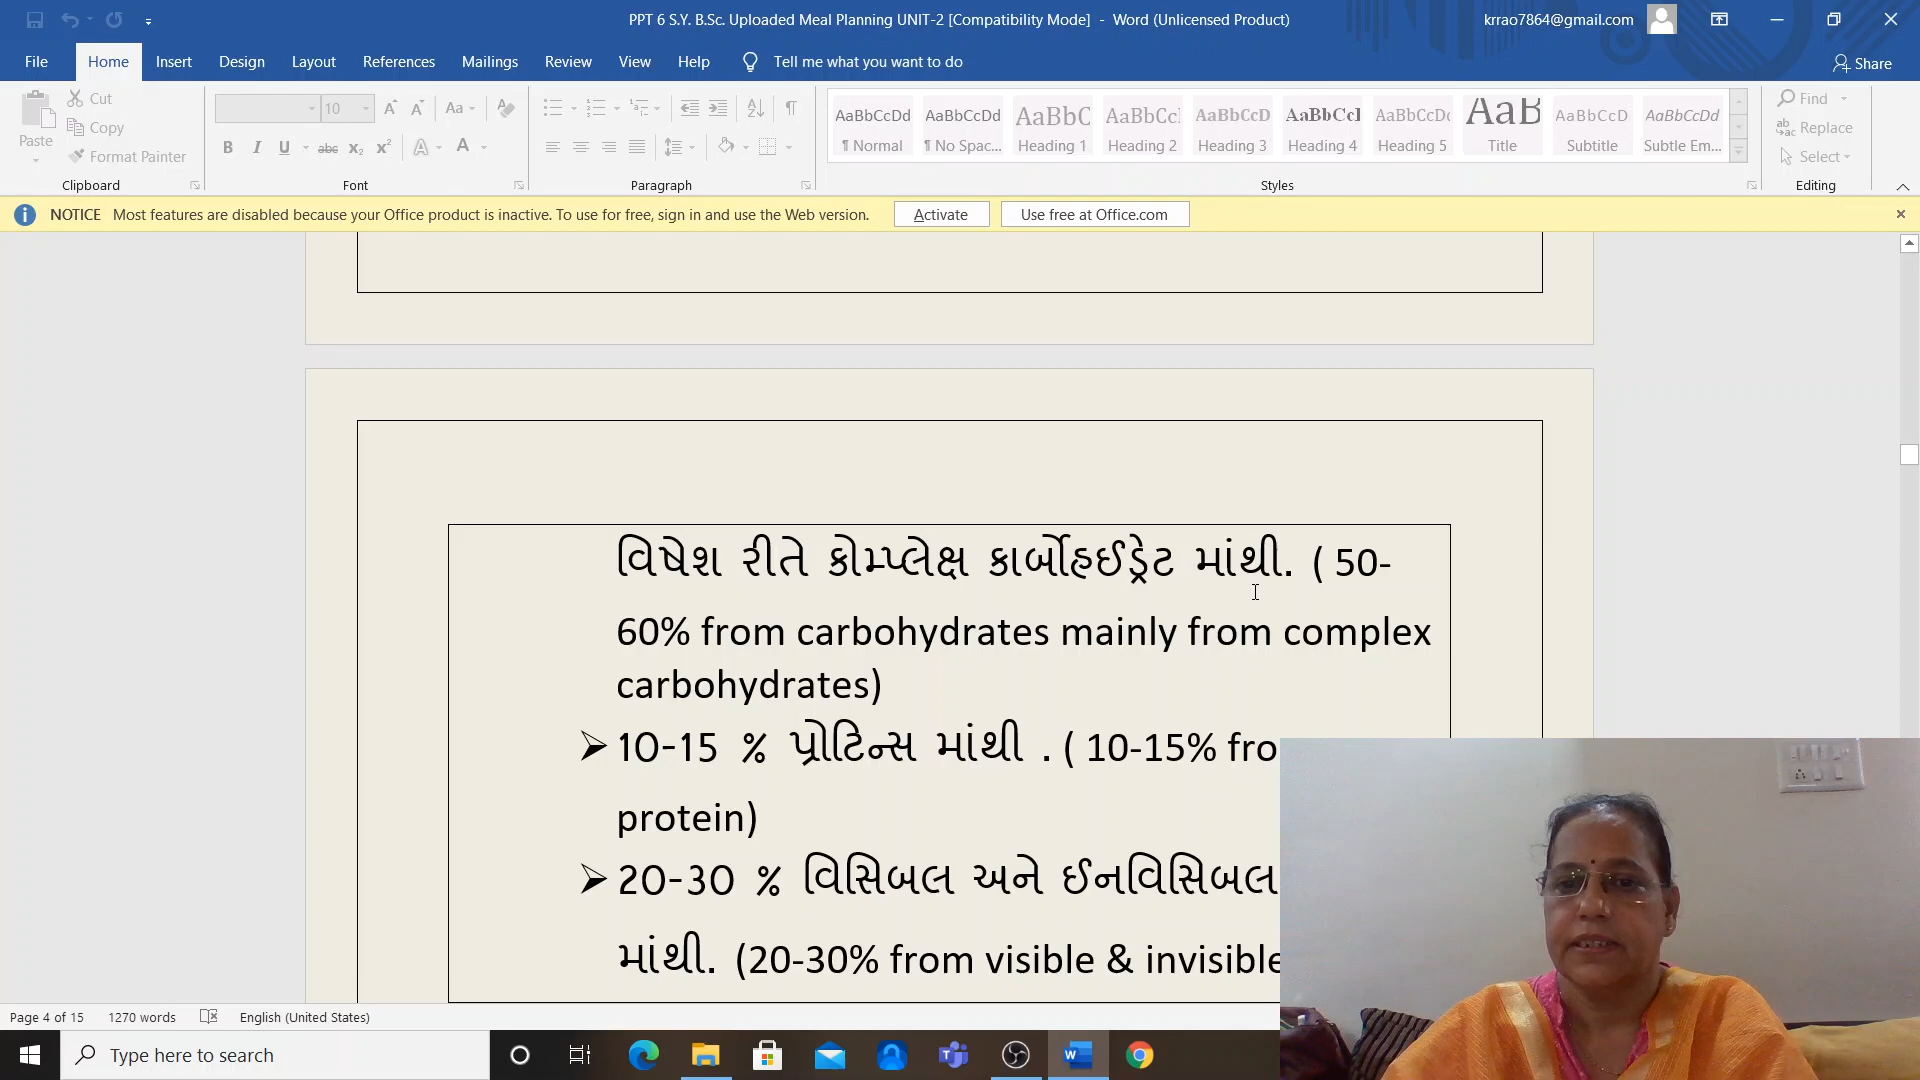 PPT 6 S.Y. B.Sc. Uploaded Meal Planning UNIT-2 [Compatibility Mode] - Word (Unlicensed Product)
krrao7864@gmail.com
File Home Insert Design Layout References Mailings Review View Help Tell me what you want to do
Share
Paste
Cut
Copy
Format Painter
Clipboard
10
Aa
B I U abc x₂ x² A A
Font
Paragraph
AaBbCcDd AaBbCcDd AaBbC AaBbCc AaBbCcD AaBbCcI AaBbCcDc AaB AaBbCcD AaBbCcDd
¶ Normal ¶ No Spac... Heading 1 Heading 2 Heading 3 Heading 4 Heading 5 Title Subtitle Subtle Em...
Styles
Find
Replace
Select
Editing
NOTICE Most features are disabled because your Office product is inactive. To use for free, sign in and use the Web version. Activate Use free at Office.com
વિષેશ રીતે કોમ્પ્લેક્ષ કાર્બોહઈડ્રેટ માંથી. ( 50-
60% from carbohydrates mainly from complex
carbohydrates)
➢ 10-15 % પ્રોટિન્સ માંથી . ( 10-15% fro
protein)
➢ 20-30 % વિસિબલ અને ઈનવિસિબલ
માંથી. (20-30% from visible & invisible
Page 4 of 15 1270 words English (United States)
Type here to search